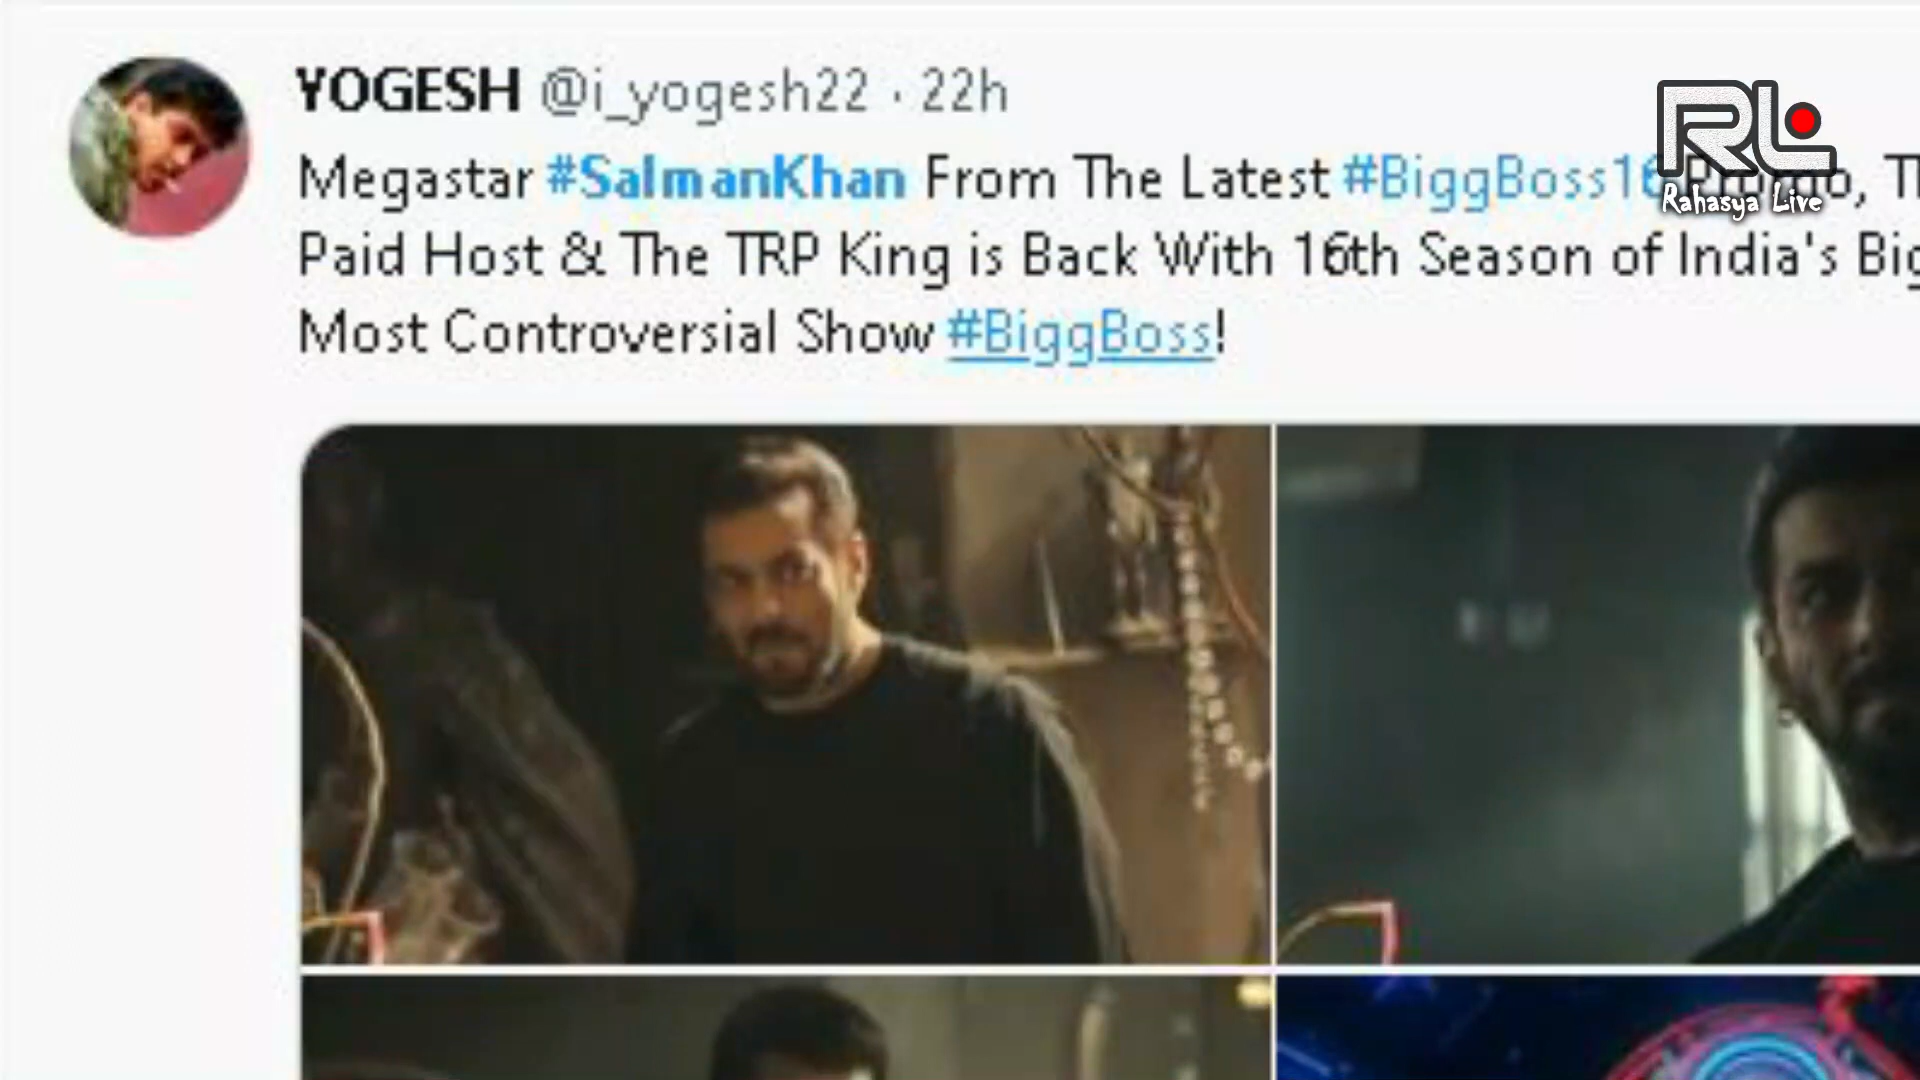 YOGESH @i_yogesh22 · 22h
Megastar #SalmanKhan From The Latest #BiggBoss16 Promo,
Paid Host & The TRP King is Back With 16th Season of India's
Most Controversial Show #BiggBoss!
RL
Rahasya Live